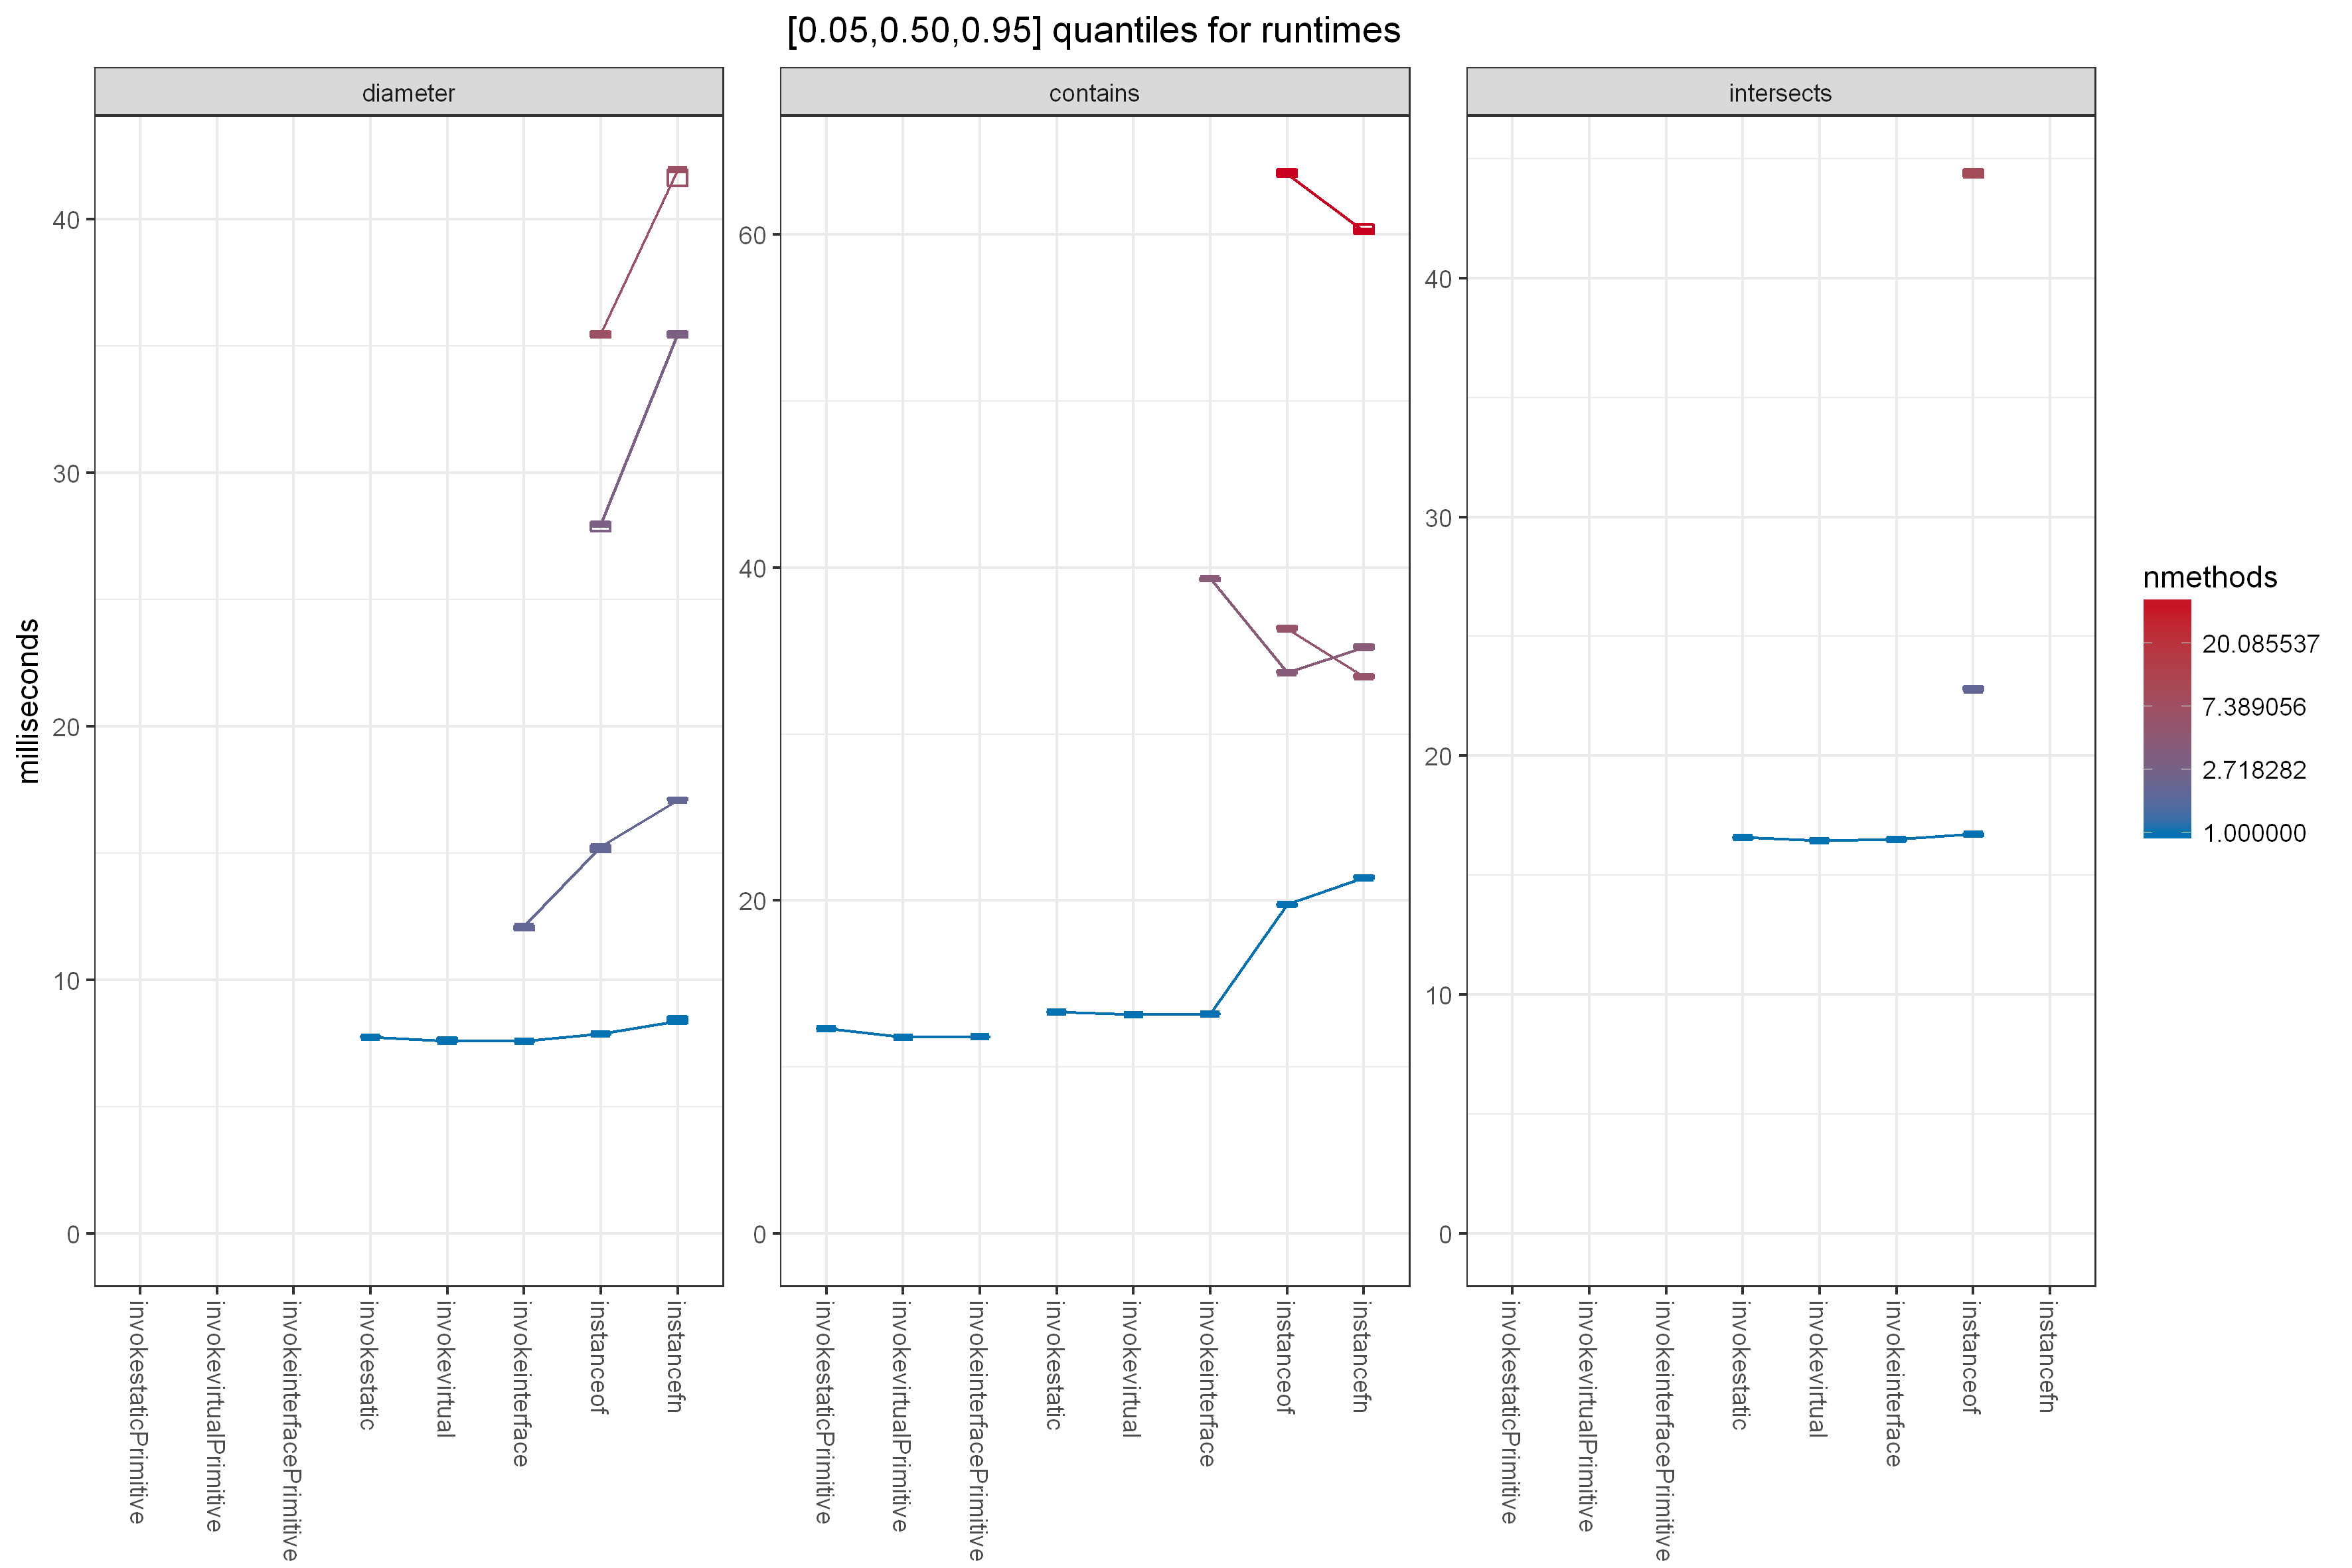 [0.05,0.50,0.95] quantiles for runtimes
diameter
contains
intersects
milliseconds
40
30
20
10
0
60
40
20
0
40
30
20
10
0
invokestaticPrimitive
invokevirtualPrimitive
invokeinterfacePrimitive
invokestatic
invokevirtual
invokeinterface
instanceof
instancefn
invokestaticPrimitive
invokevirtualPrimitive
invokeinterfacePrimitive
invokestatic
invokevirtual
invokeinterface
instanceof
instancefn
invokestaticPrimitive
invokevirtualPrimitive
invokeinterfacePrimitive
invokestatic
invokevirtual
invokeinterface
instanceof
instancefn
nmethods
20.085537
7.389056
2.718282
1.000000